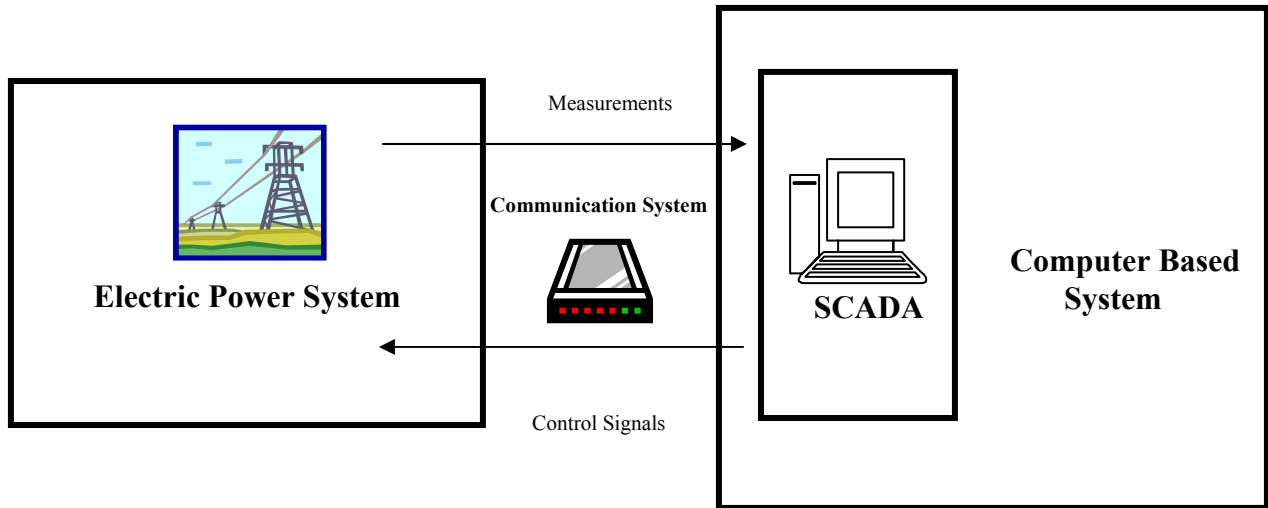 Measurements
Communication System
Electric Power System
SCADA
Computer Based
System
Control Signals